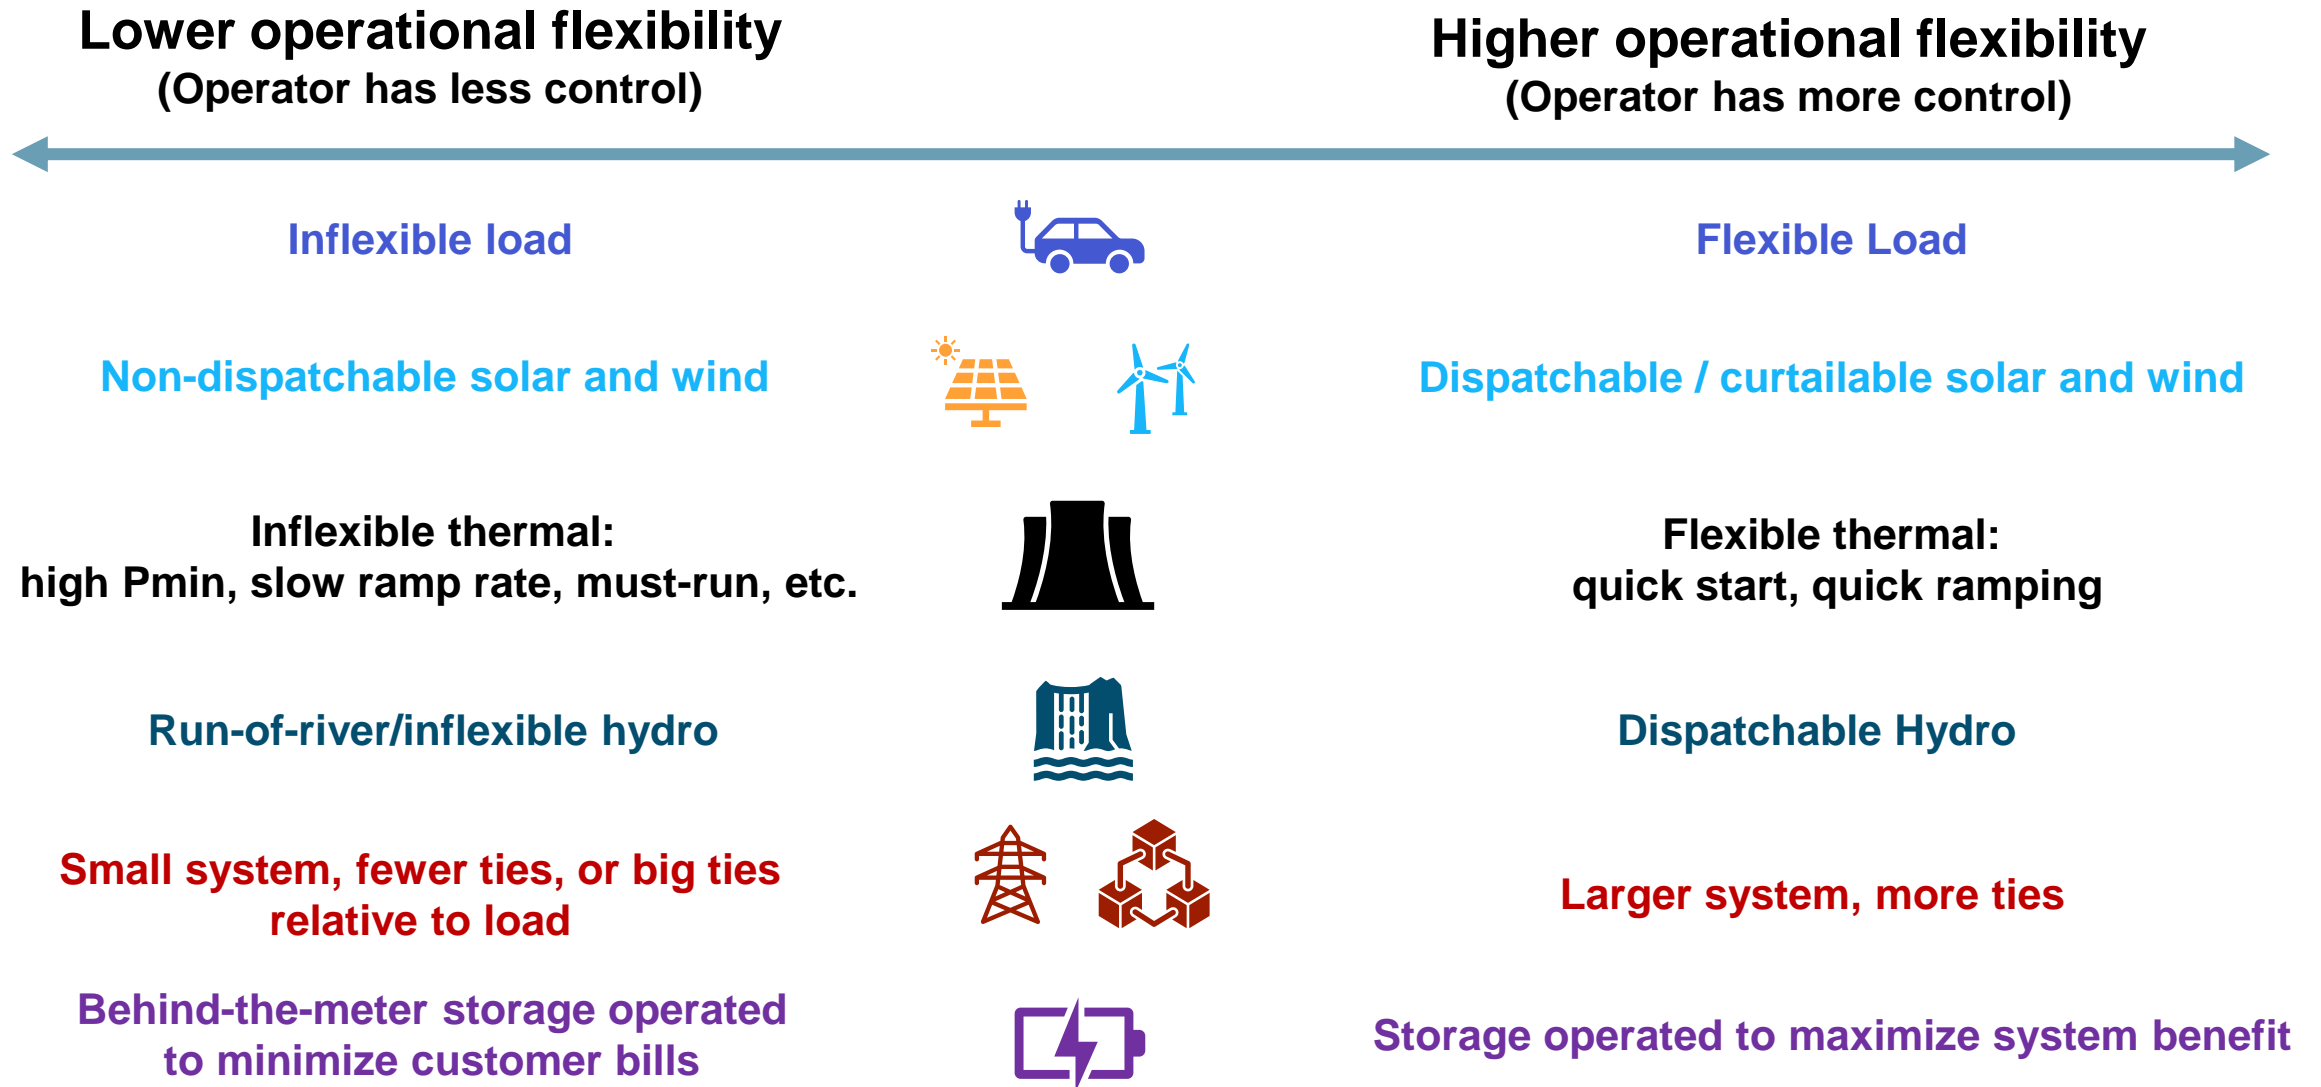 Lower operational flexibility
(Operator has less control)
Higher operational flexibility
(Operator has more control)
Inflexible load
Flexible Load
Non-dispatchable solar and wind
Dispatchable / curtailable solar and wind
Inflexible thermal:
high Pmin, slow ramp rate, must-run, etc.
Flexible thermal:
quick start, quick ramping
Run-of-river/inflexible hydro
Dispatchable Hydro
Small system, fewer ties, or big ties
relative to load
Larger system, more ties
Behind-the-meter storage operated
to minimize customer bills
Storage operated to maximize system benefit